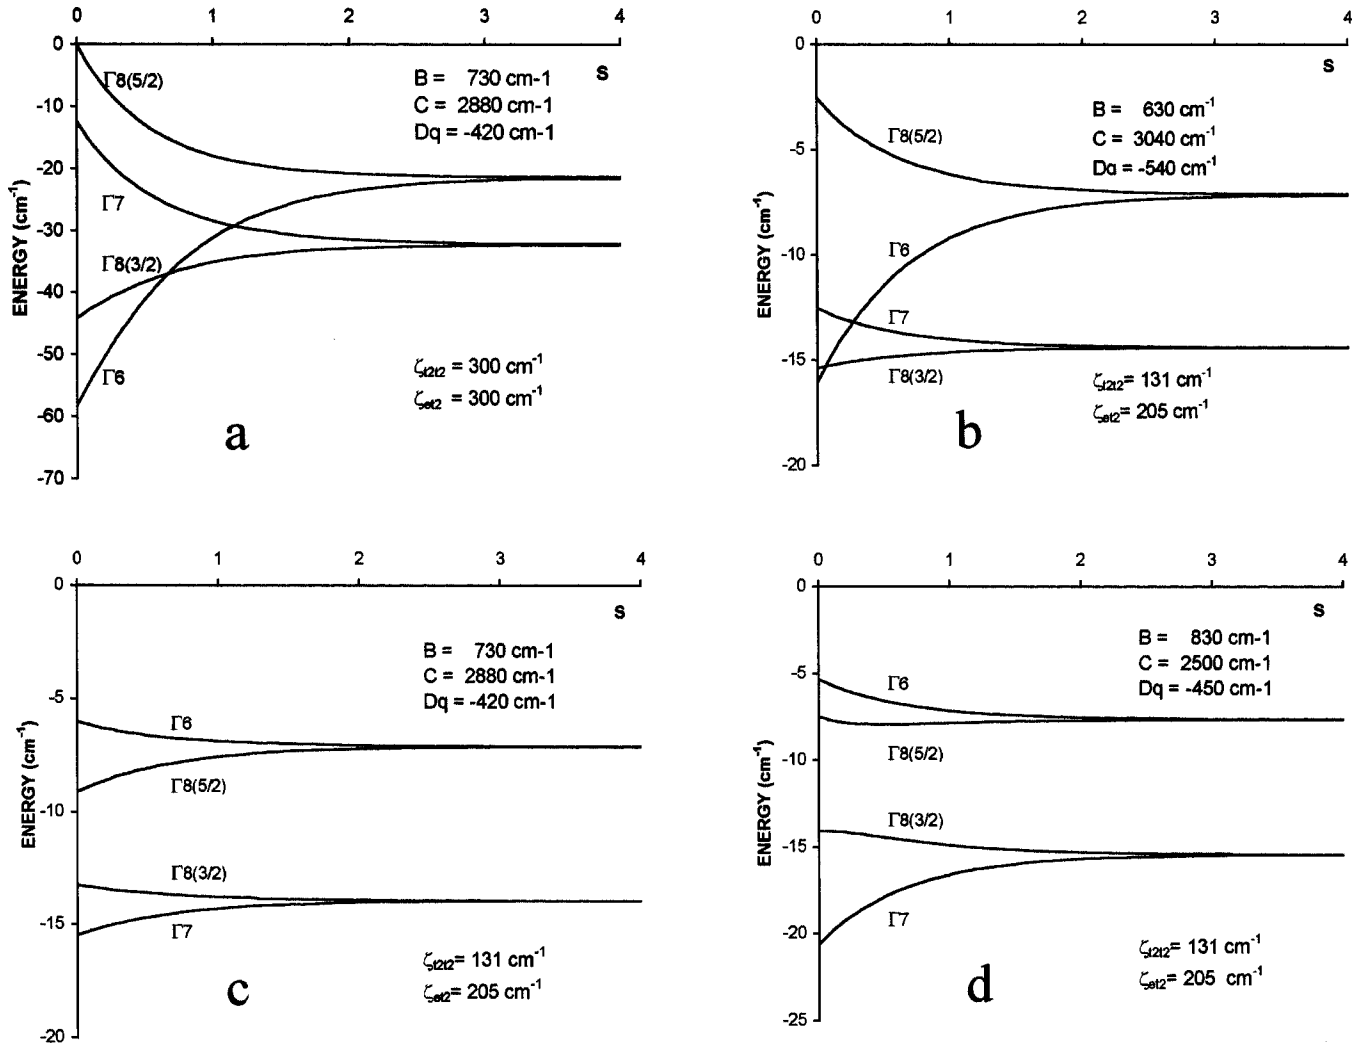 0 1 2 3 4
0
-10
-20
-30
-40
-50
-60
-70
ENERGY (cm-1)
S
B = 730 cm-1
C = 2880 cm-1
Dq = -420 cm-1
Γ8(5/2)
Γ7
Γ8(3/2)
Γ6
ζt2t2 = 300 cm-1
ζet2 = 300 cm-1
a
0 1 2 3 4
0
-5
-10
-15
-20
ENERGY (cm-1)
S
B = 630 cm-1
C = 3040 cm-1
Dq = -540 cm-1
Γ8(5/2)
Γ6
Γ7
Γ8(3/2)
ζt2t2= 131 cm-1
ζet2= 205 cm-1
b
0 1 2 3 4
0
-5
-10
-15
-20
ENERGY (cm-1)
S
B = 730 cm-1
C = 2880 cm-1
Dq = -420 cm-1
Γ6
Γ8(5/2)
Γ8(3/2)
Γ7
ζt2t2= 131 cm-1
ζet2= 205 cm-1
c
0 1 2 3 4
0
-5
-10
-15
-20
-25
ENERGY (cm-1)
S
B = 830 cm-1
C = 2500 cm-1
Dq = -450 cm-1
Γ6
Γ8(5/2)
Γ8(3/2)
Γ7
ζt2t2= 131 cm-1
ζet2= 205 cm-1
d